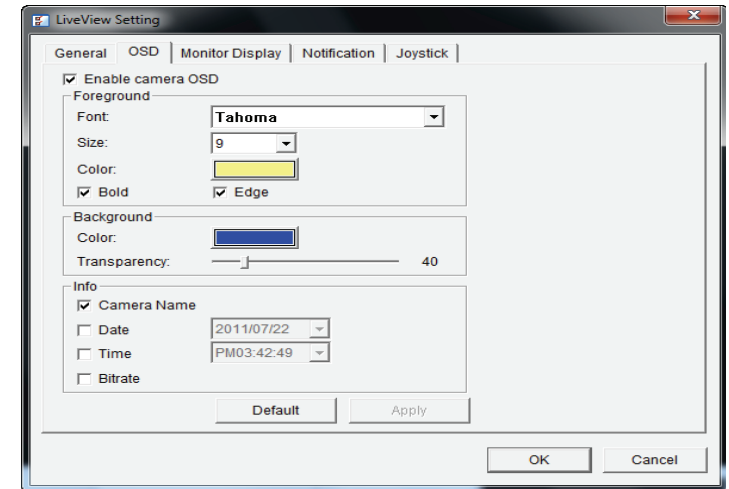 LiveView Setting
General OSD Monitor Display Notification Joystick
Enable camera OSD
Foreground
Font: Tahoma
Size: 9
Color:
Bold Edge
Background
Color:
Transparency: 40
Info
Camera Name
Date 2011/07/22
Time PM03:42:49
Bitrate
Default Apply
OK Cancel